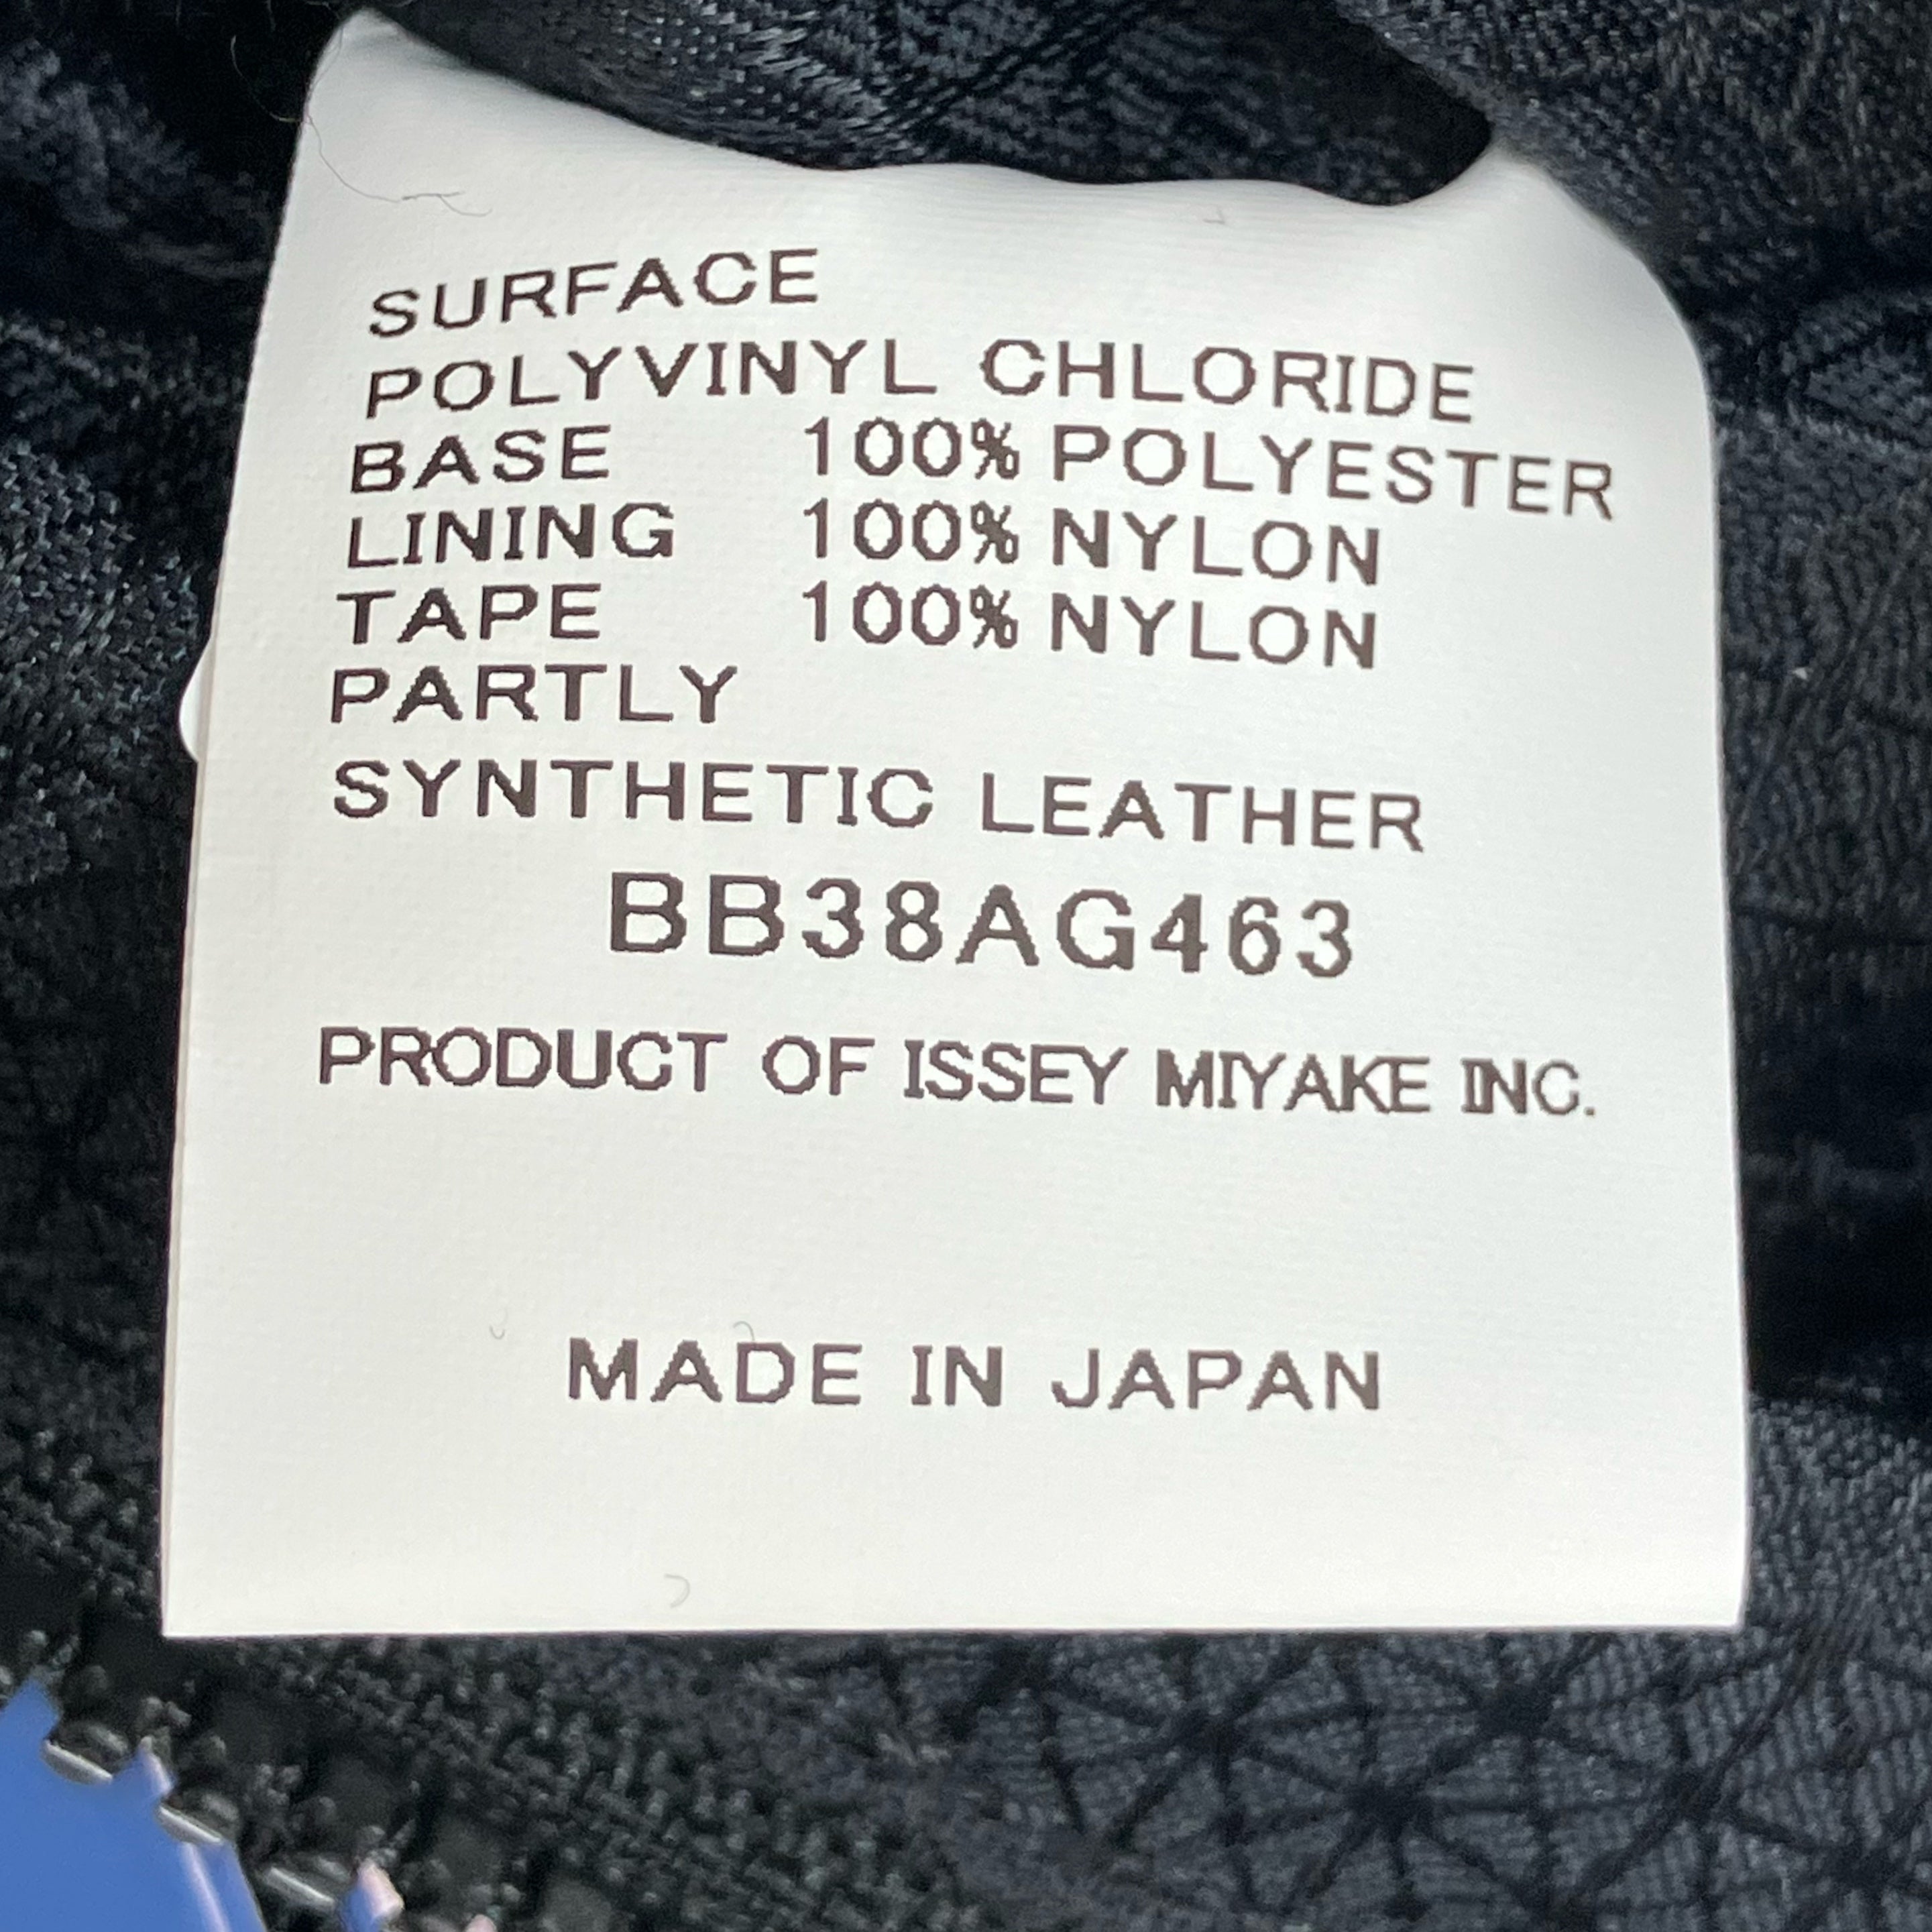 SURFACE
POLYVINYL CHLORIDE
BASE 100% POLYESTER
LINING 100% NYLON
TAPE 100% NYLON
PARTLY
SYNTHETIC LEATHER
BB38AG463
PRODUCT OF ISSEY MIYAKE INC.
MADE IN JAPAN